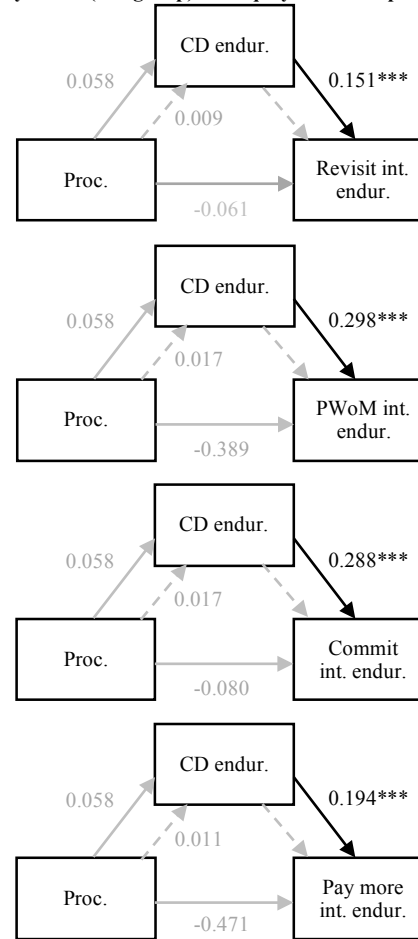 CD endur.
0.058
0.151***
0.009
Proc.
Revisit int.
endur.
-0.061
CD endur.
0.058
0.298***
0.017
Proc.
PWoM int.
endur.
-0.389
CD endur.
0.058
0.288***
0.017
Proc.
Commit
int. endur.
-0.080
CD endur.
0.058
0.194***
0.011
Proc.
Pay more
int. endur.
-0.471